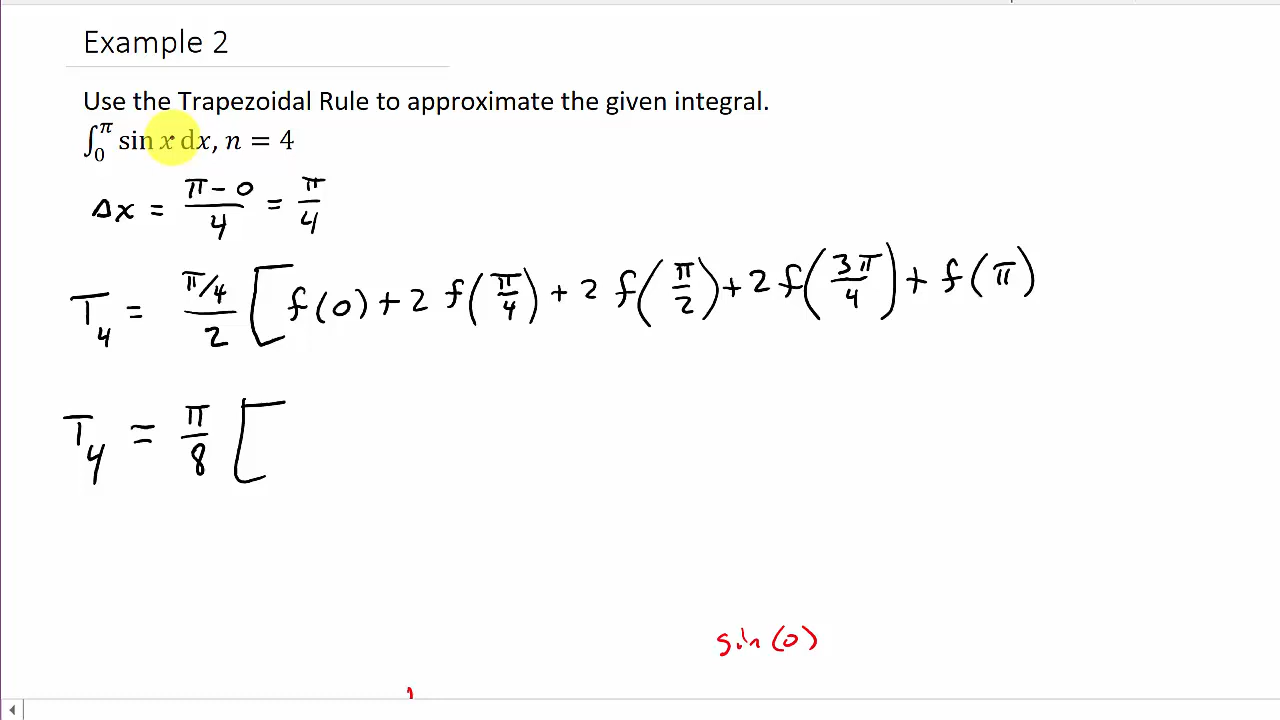 Example 2
Use the Trapezoidal Rule to approximate the given integral.
∫₀^π sin x dx, n = 4
Δx = (π − 0)/4 = π/4
T₄ = (π/4)/2 [ f(0) + 2 f(π/4) + 2 f(π/2) + 2 f(3π/4) + f(π)
T₄ = π/8 [
sin(0)